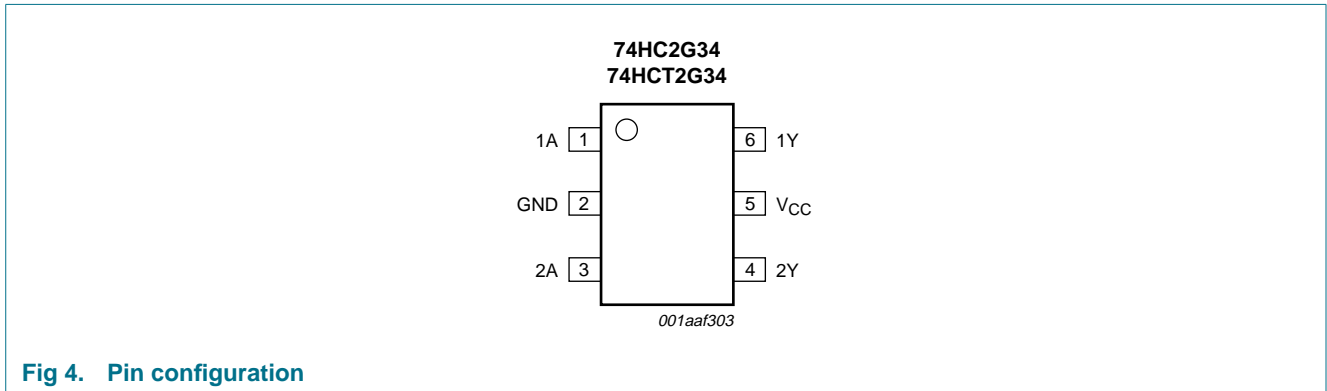 74HC2G34
74HCT2G34
1A 1 6 1Y
GND 2 5 VCC
2A 3 4 2Y
001aaf303
Fig 4. Pin configuration